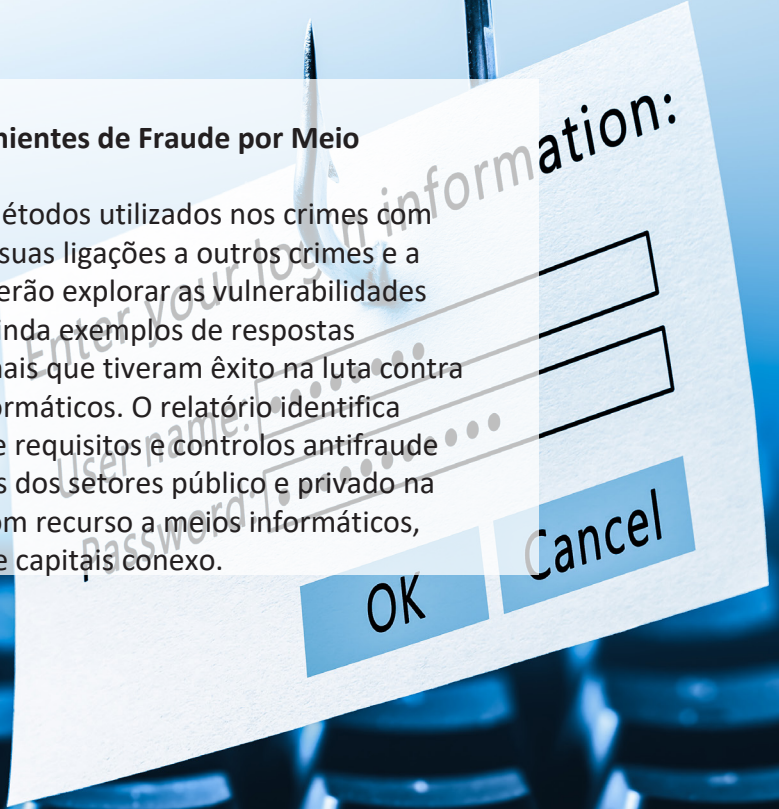 nientes de Fraude por Meio
étodos utilizados nos crimes com
suas ligações a outros crimes e a
erão explorar as vulnerabilidades
inda exemplos de respostas
nais que tiveram êxito na luta contra
ormáticos. O relatório identifica
e requisitos e controlos antifraude
s dos setores público e privado na
om recurso a meios informáticos,
e capitais conexo.
Enter your login information:
User name: ••••••••
Password: ••••••••••
OK
Cancel